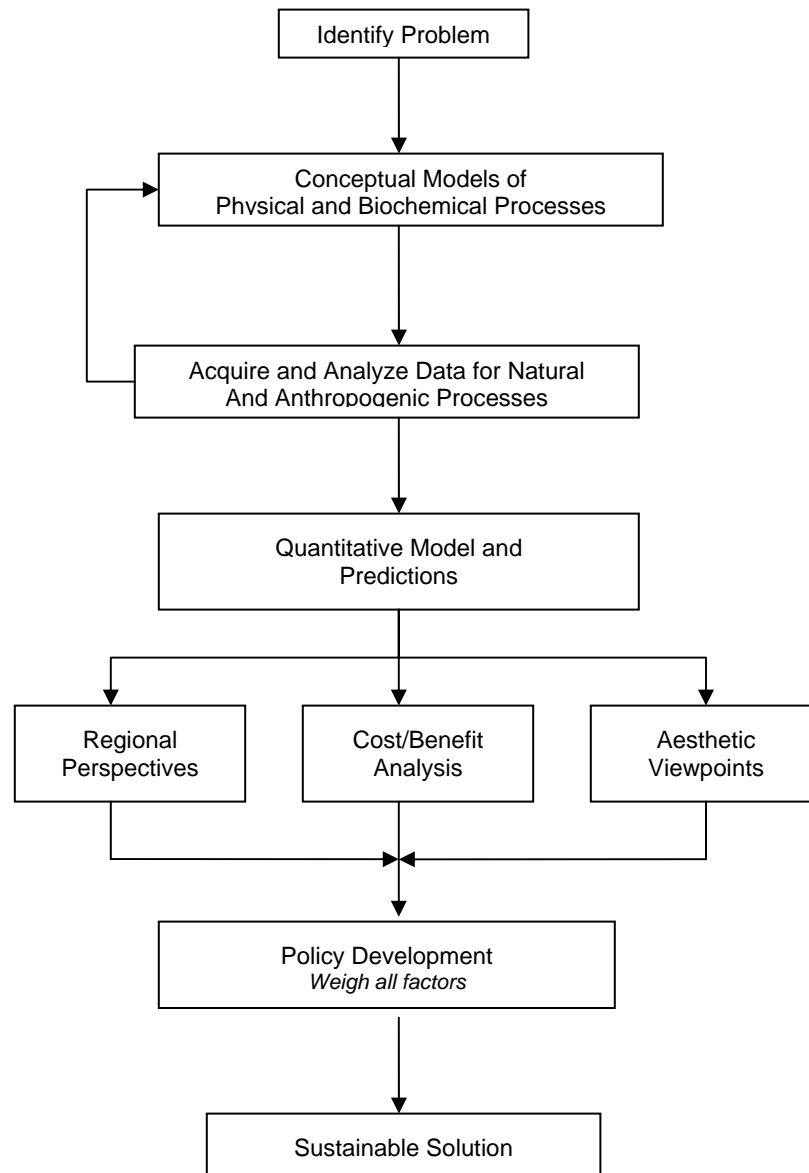 Identify Problem
Conceptual Models of
Physical and Biochemical Processes
Acquire and Analyze Data for Natural
And Anthropogenic Processes
Quantitative Model and
Predictions
Regional
Perspectives
Cost/Benefit
Analysis
Aesthetic
Viewpoints
Policy Development
Weigh all factors
Sustainable Solution